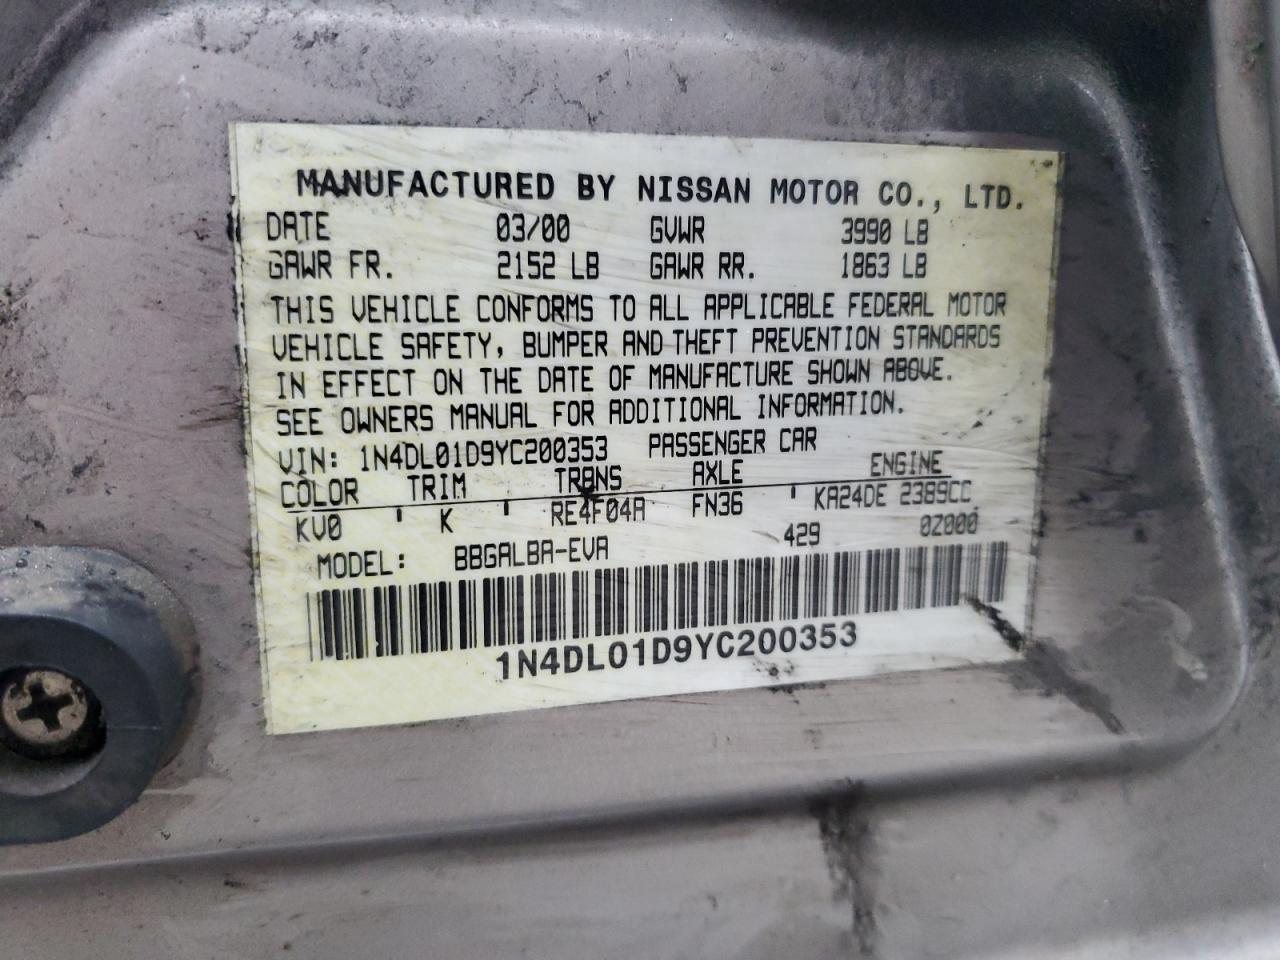 MANUFACTURED BY NISSAN MOTOR CO., LTD.
DATE 03/00 GVWR 3990 LB
GAWR FR. 2152 LB GAWR RR. 1863 LB
THIS VEHICLE CONFORMS TO ALL APPLICABLE FEDERAL MOTOR
VEHICLE SAFETY, BUMPER AND THEFT PREVENTION STANDARDS
IN EFFECT ON THE DATE OF MANUFACTURE SHOWN ABOVE.
SEE OWNERS MANUAL FOR ADDITIONAL INFORMATION.
VIN: 1N4DL01D9YC200353 PASSENGER CAR
COLOR TRIM TRANS AXLE ENGINE
KV0 ' K ' RE4F04A FN36 ' KA24DE 2389CC
MODEL: BBGALBA-EVA 429 0Z000
1N4DL01D9YC200353